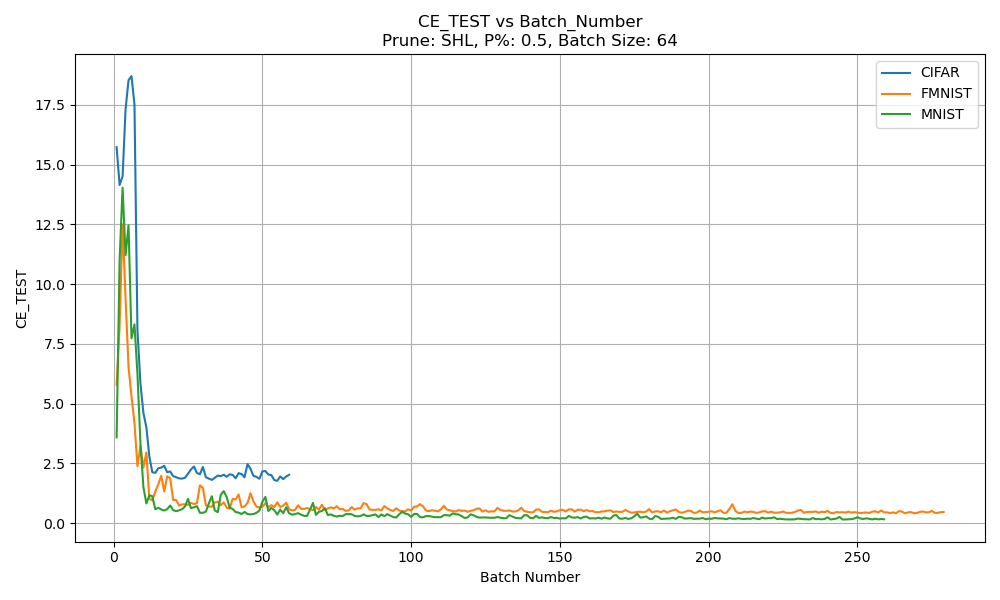 CE_TEST vs Batch_Number
Prune: SHL, P%: 0.5, Batch Size: 64
CIFAR
FMNIST
MNIST
17.5
15.0
12.5
10.0
7.5
5.0
2.5
0.0
CE_TEST
0 50 100 150 200 250
Batch Number